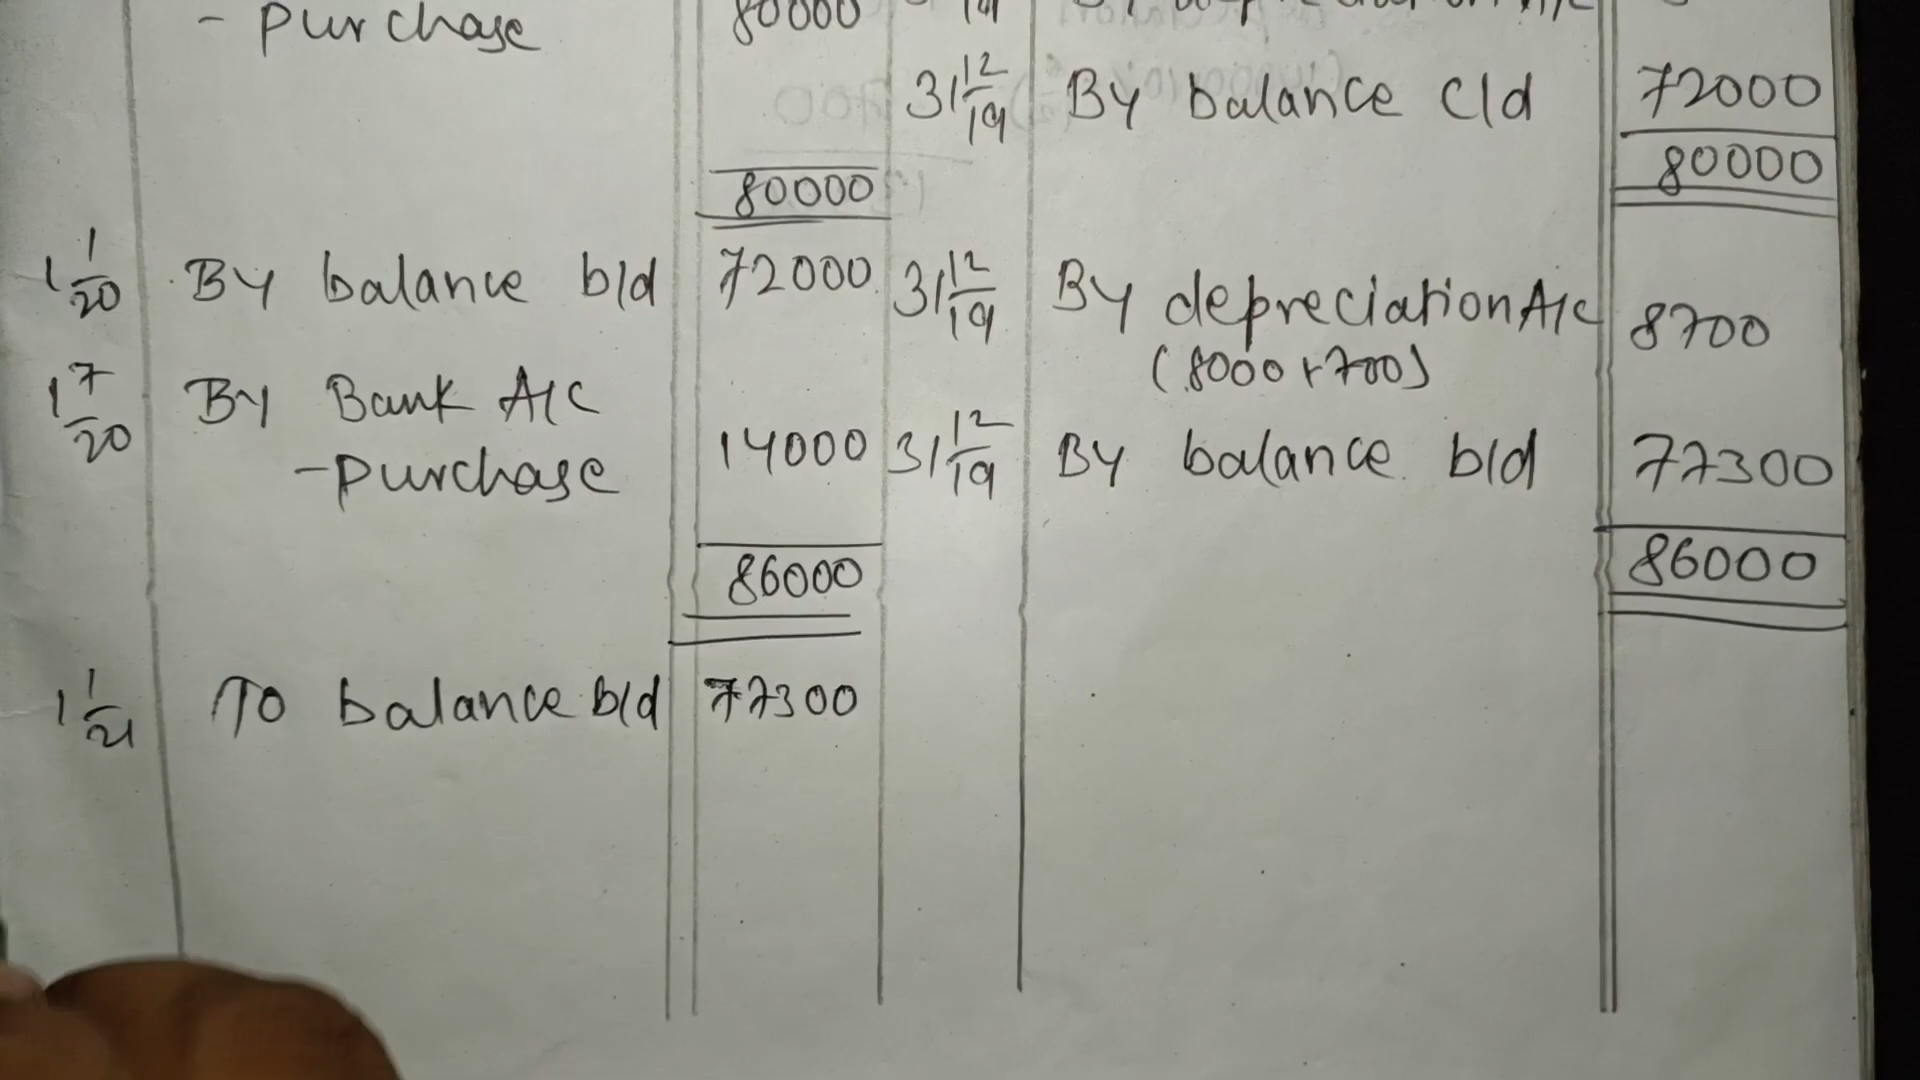 - purchase 80000
31 12/19 By balance c/d 72000
80000 80000
1 1/20 By balance b/d 72000 31 12/19 By depreciation A/c 8700
(8000+700)
1 7/20 By Bank A/c
- purchase 14000 31 12/19 By balance b/d 77300
86000 86000
1 1/21 To balance b/d 77300